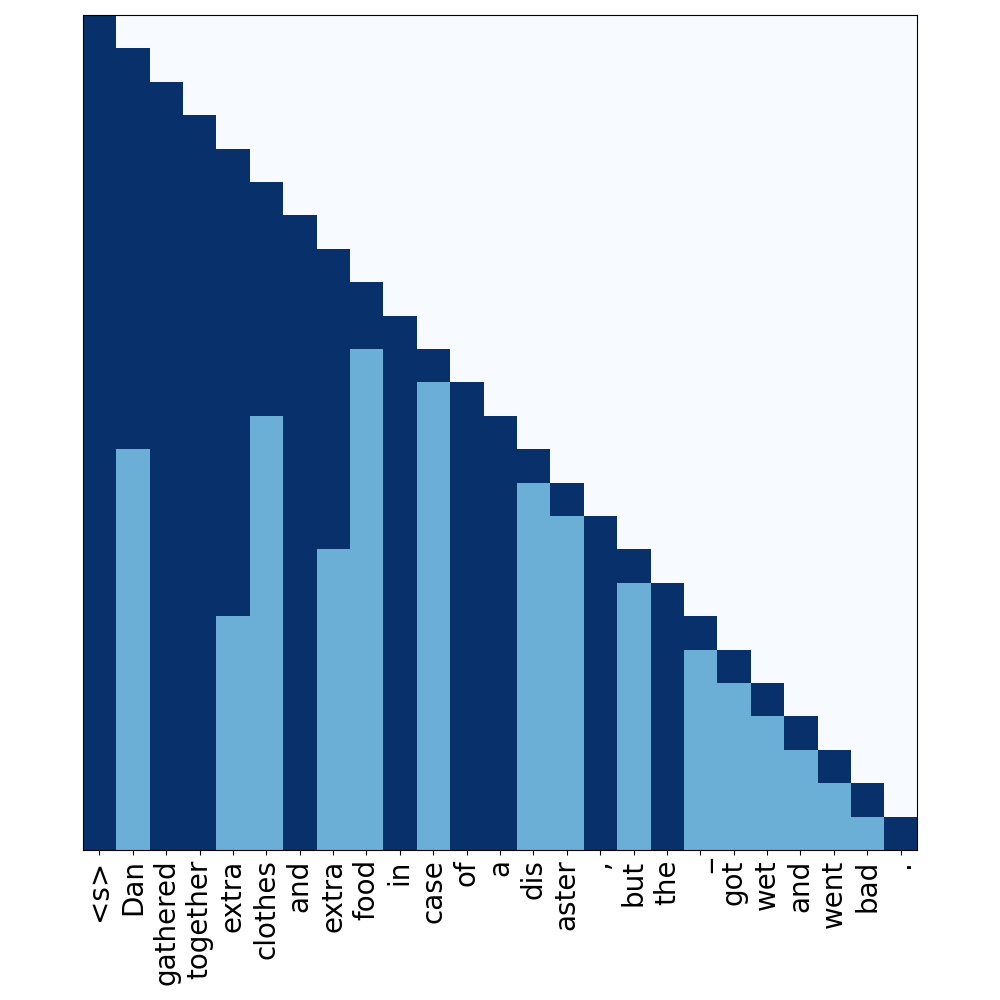 <s>
Dan
gathered
together
extra
clothes
and
extra
food
in
case
of
a
dis
aster
,
but
the
_
got
wet
and
went
bad
.